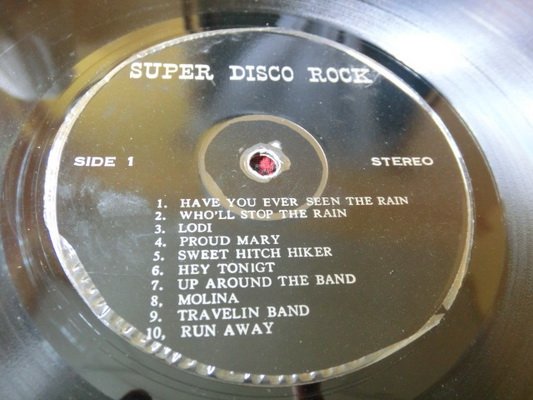 SUPER DISCO ROCK
SIDE 1
STEREO
1. HAVE YOU EVER SEEN THE RAIN
2. WHO'LL STOP THE RAIN
3. LODI
4. PROUD MARY
5. SWEET HITCH HIKER
6. HEY TONIGT
7. UP AROUND THE BAND
8, MOLINA
9. TRAVELIN BAND
10, RUN AWAY